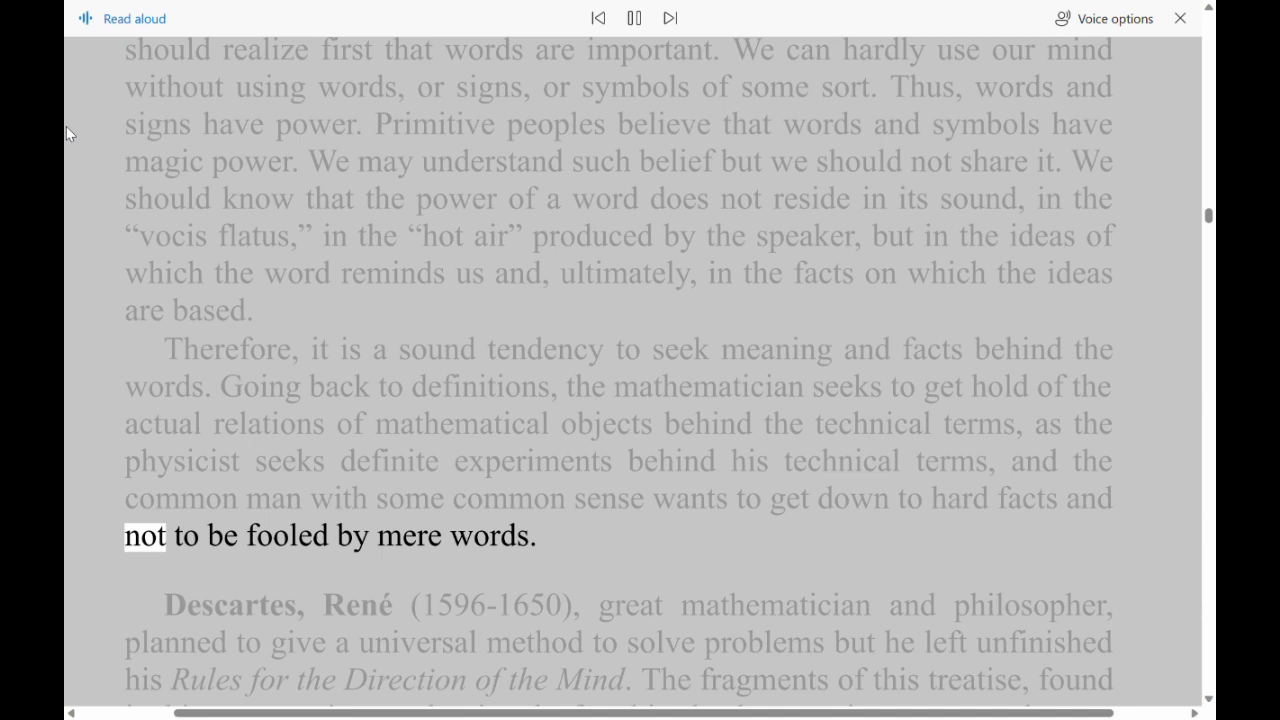 Read aloud
Voice options
should realize first that words are important. We can hardly use our mind
without using words, or signs, or symbols of some sort. Thus, words and
signs have power. Primitive peoples believe that words and symbols have
magic power. We may understand such belief but we should not share it. We
should know that the power of a word does not reside in its sound, in the
“vocis flatus,” in the “hot air” produced by the speaker, but in the ideas of
which the word reminds us and, ultimately, in the facts on which the ideas
are based.
Therefore, it is a sound tendency to seek meaning and facts behind the
words. Going back to definitions, the mathematician seeks to get hold of the
actual relations of mathematical objects behind the technical terms, as the
physicist seeks definite experiments behind his technical terms, and the
common man with some common sense wants to get down to hard facts and
not to be fooled by mere words.
Descartes, René (1596-1650), great mathematician and philosopher,
planned to give a universal method to solve problems but he left unfinished
his Rules for the Direction of the Mind. The fragments of this treatise, found